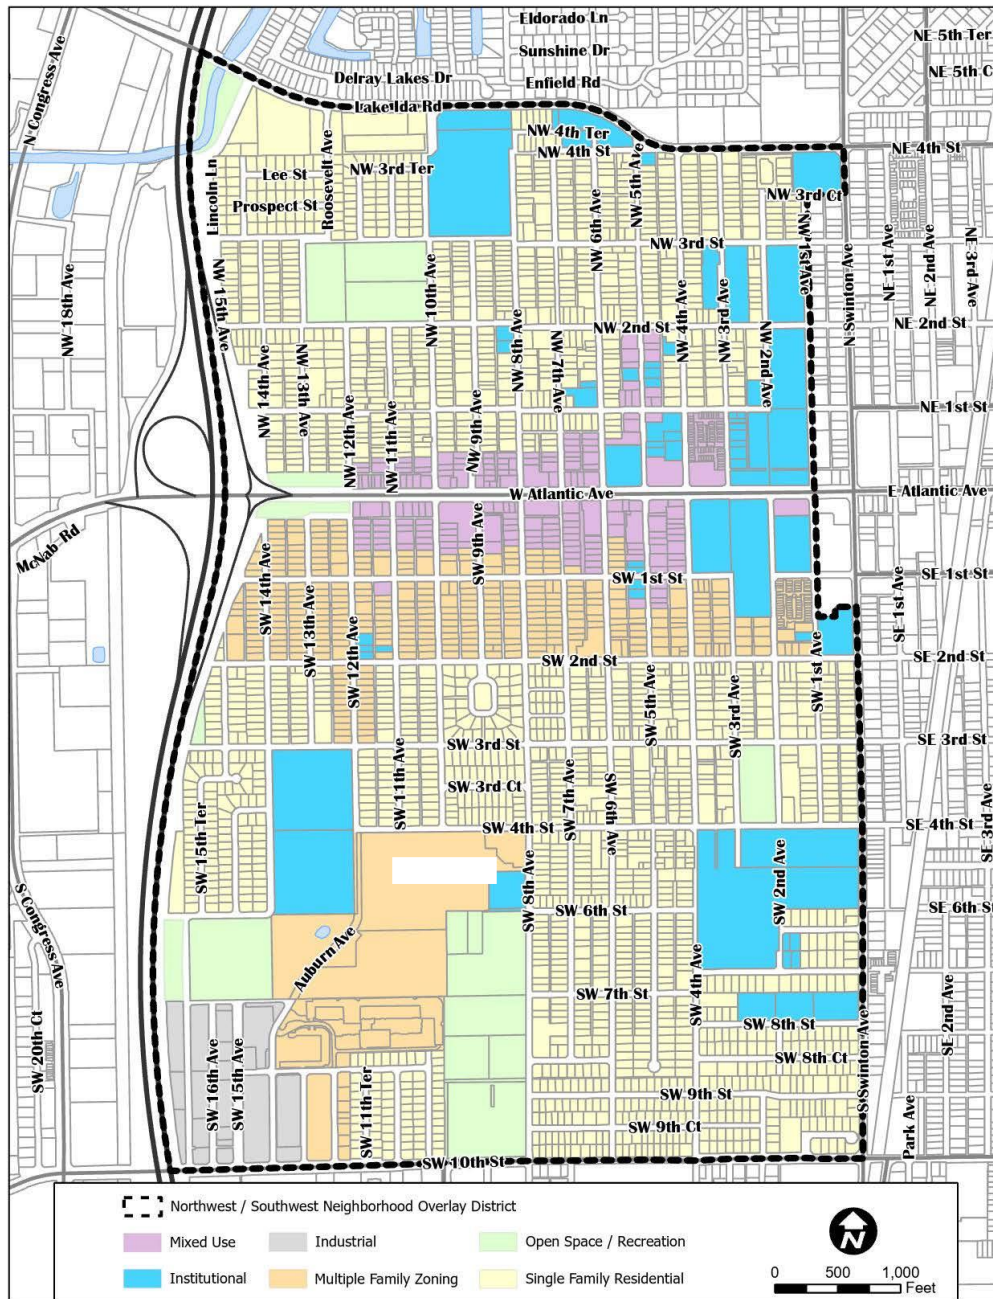 Eldorado Ln
NE 5th Ter
N Congress Ave
Sunshine Dr
Delray Lakes Dr
Enfield Rd
NE 5th C
Lake Ida Rd
NW 4th Ter
NW 4th St
NE 4th St
Roosevelt Ave
NW 5th Ave
Lee St
NW 3rd Ter
Lincoln Ln
Prospect St
NW 3rd Ct
NW 6th Ave
NW 3rd St
NW 1st Ave
N Swinton Ave
NE 1st Ave
NE 2nd Ave
NE 3rd Ave
NW 18th Ave
NW 15th Ave
NW 10th Ave
NW 2nd St
NE 2nd St
NW 14th Ave
NW 13th Ave
NW 8th Ave
NW 7th Ave
NW 4th Ave
NW 3rd Ave
NW 2nd Ave
NW 12th Ave
NW 11th Ave
NW 9th Ave
NE 1st St
W Atlantic Ave
E Atlantic Ave
McNab Rd
SW 9th Ave
SW 14th Ave
SW 1st St
SE 1st St
SW 13th Ave
SW 12th Ave
SE 1st Ave
SW 2nd St
SE 2nd St
SW 5th Ave
SW 3rd Ave
SW 1st Ave
SW 3rd St
SE 3rd St
SW 11th Ave
SW 3rd Ct
SW 7th Ave
SW 6th Ave
SW 15th Ter
SW 4th St
SE 4th St
SE 3rd Ave
S Congress Ave
SW 8th Ave
SW 2nd Ave
SW 6th St
SE 6th St
Auburn Ave
SW 4th Ave
SW 7th St
SE 2nd Ave
SW 20th Ct
SW 8th St
SW 16th Ave
SW 15th Ave
SW 8th Ct
S Swinton Ave
SW 11th Ter
SW 9th St
SW 9th Ct
Park Ave
SW 10th St
Northwest / Southwest Neighborhood Overlay District
Mixed Use
Industrial
Open Space / Recreation
Institutional
Multiple Family Zoning
Single Family Residential
N
0 500 1,000
Feet